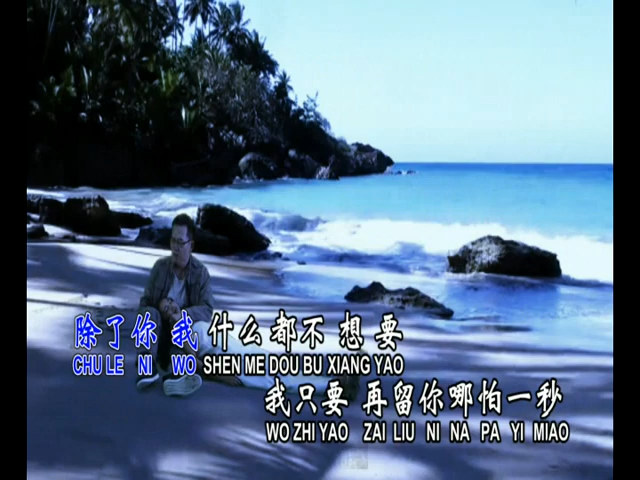 除了你 我 什么都不 想 要
CHU LE NI WO SHEN ME DOU BU XIANG YAO
我只要 再留你哪怕一秒
WO ZHI YAO ZAI LIU NI NA PA YI MIAO